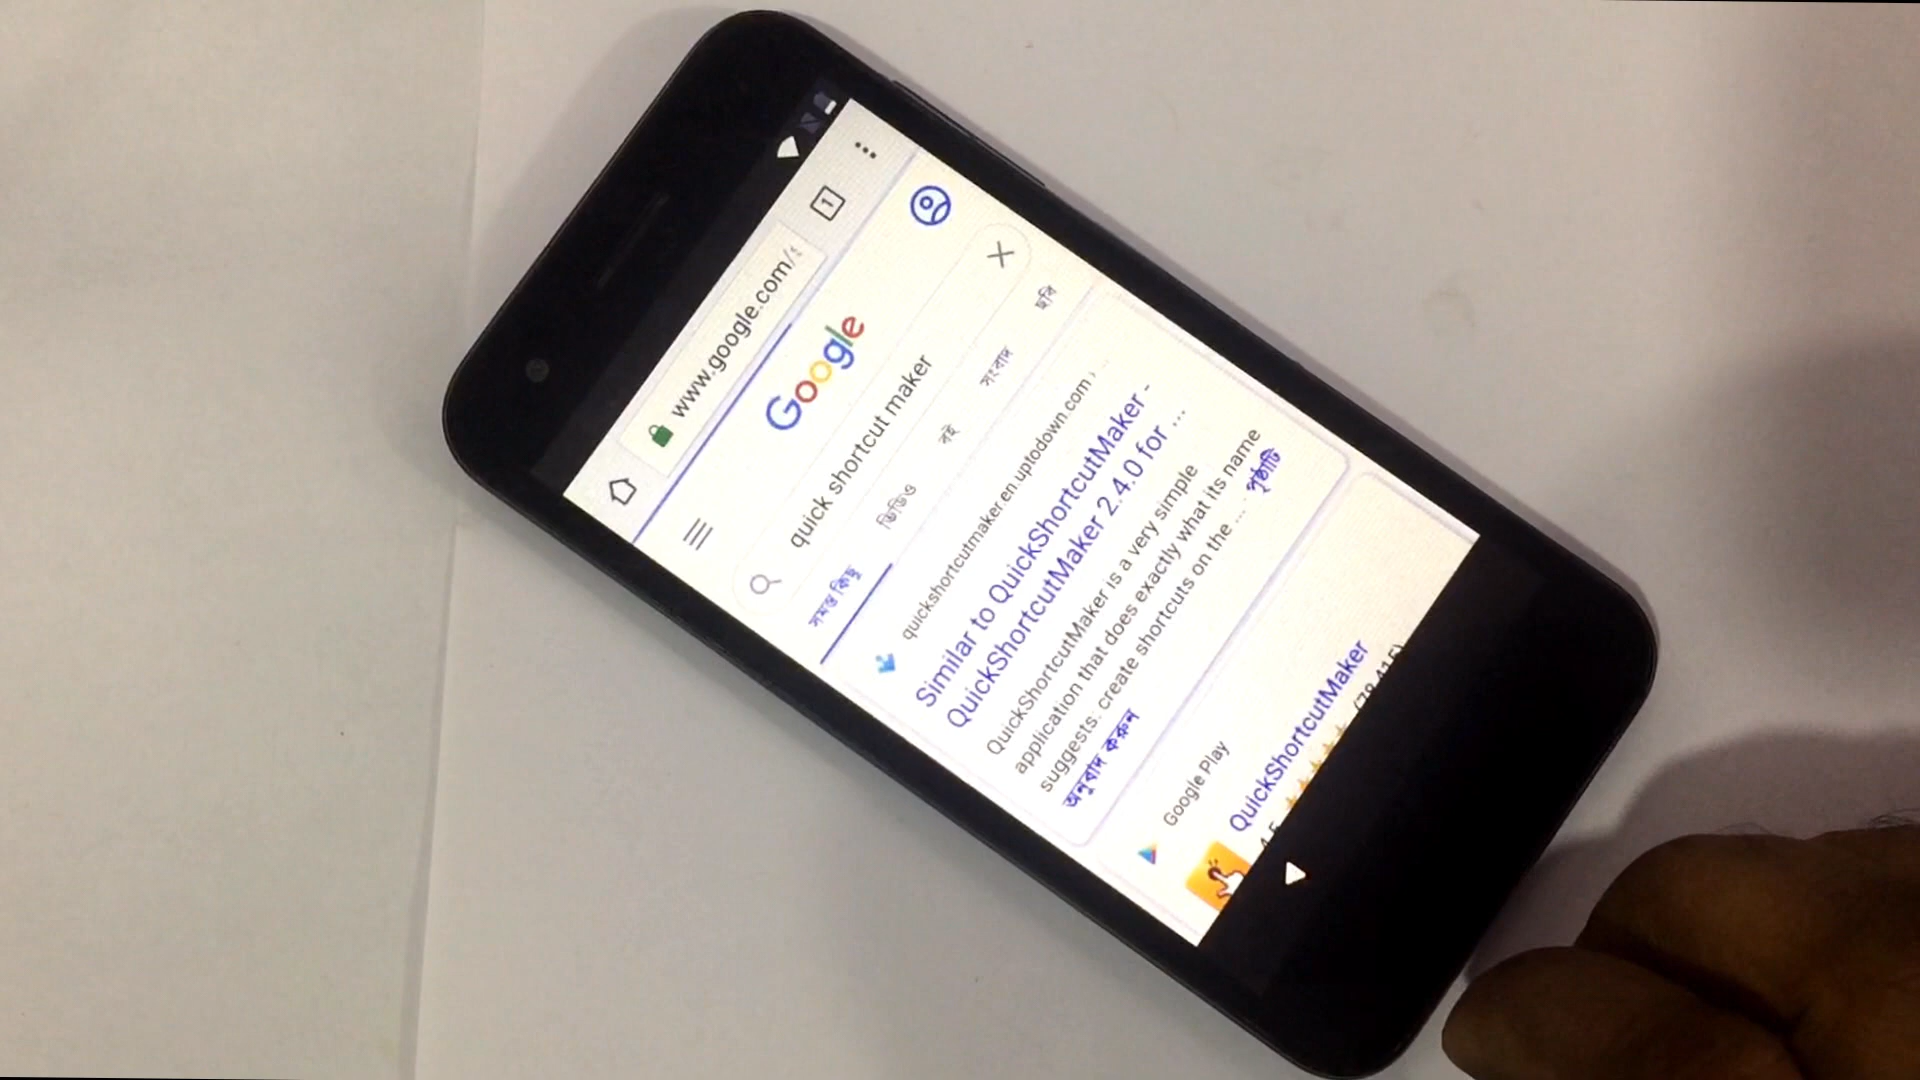 1
www.google.com/
Google
quick shortcut maker
সমস্ত কিছু ভিডিও বই সংবাদ ছবি
quickshortcutmaker.en.uptodown.com ›
Similar to QuickShortcutMaker -
QuickShortcutMaker 2.4.0 for ...
QuickShortcutMaker is a very simple
application that does exactly what its name
suggests: create shortcuts on the ... পৃষ্ঠাটি
অনুবাদ করুন
Google Play
QuickShortcutMaker